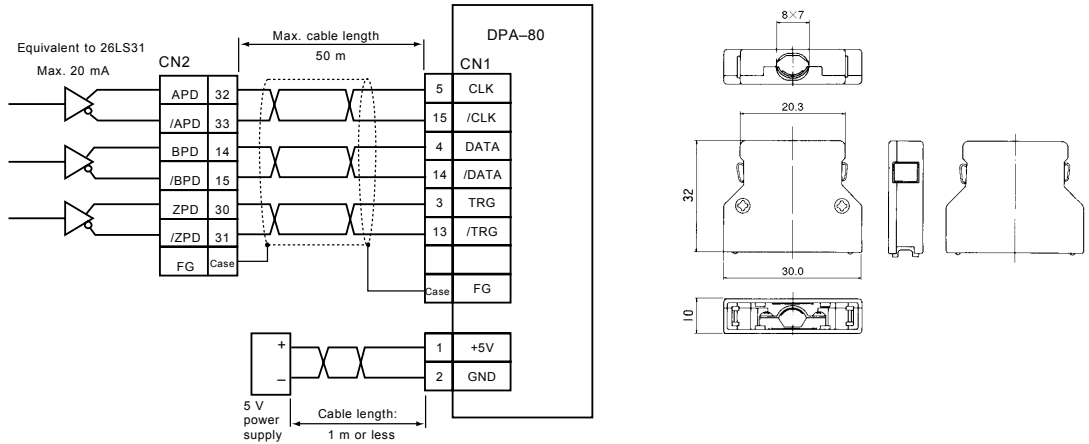 8×7
Max. cable length
50 m
DPA–80
Equivalent to 26LS31
Max. 20 mA
CN2
CN1
APD 32
/APD 33
BPD 14
/BPD 15
ZPD 30
/ZPD 31
FG Case
5 CLK
15 /CLK
4 DATA
14 /DATA
3 TRG
13 /TRG
Case FG
1 +5V
2 GND
+
–
5 V
power
supply
Cable length:
1 m or less
20.3
32
30.0
10